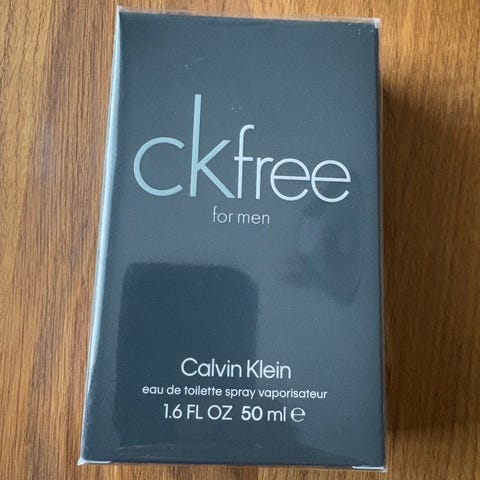 ckfree
for men
Calvin Klein
eau de toilette spray vaporisateur
1.6 FL OZ 50 ml ℮